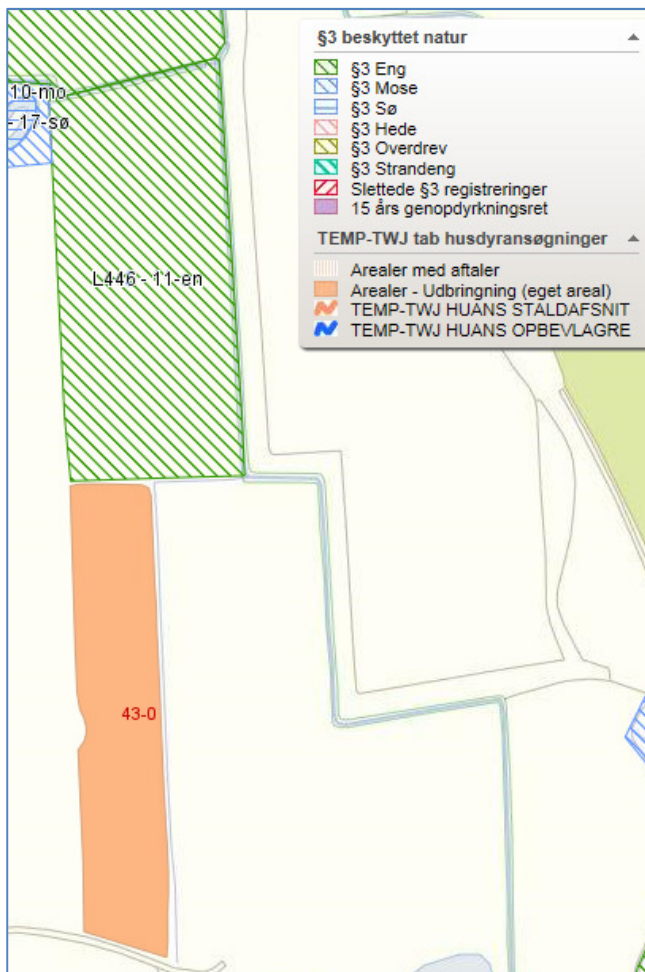 §3 beskyttet natur
§3 Eng
§3 Mose
§3 Sø
§3 Hede
§3 Overdrev
§3 Strandeng
Slettede §3 registreringer
15 års genopdyrkningsret
TEMP-TWJ tab husdyransøgninger
Arealer med aftaler
Arealer - Udbringning (eget areal)
TEMP-TWJ HUANS STALDAFSNIT
TEMP-TWJ HUANS OPBEVLAGRE
10-mo
- 17-sø
L446 - 11-en
43-0